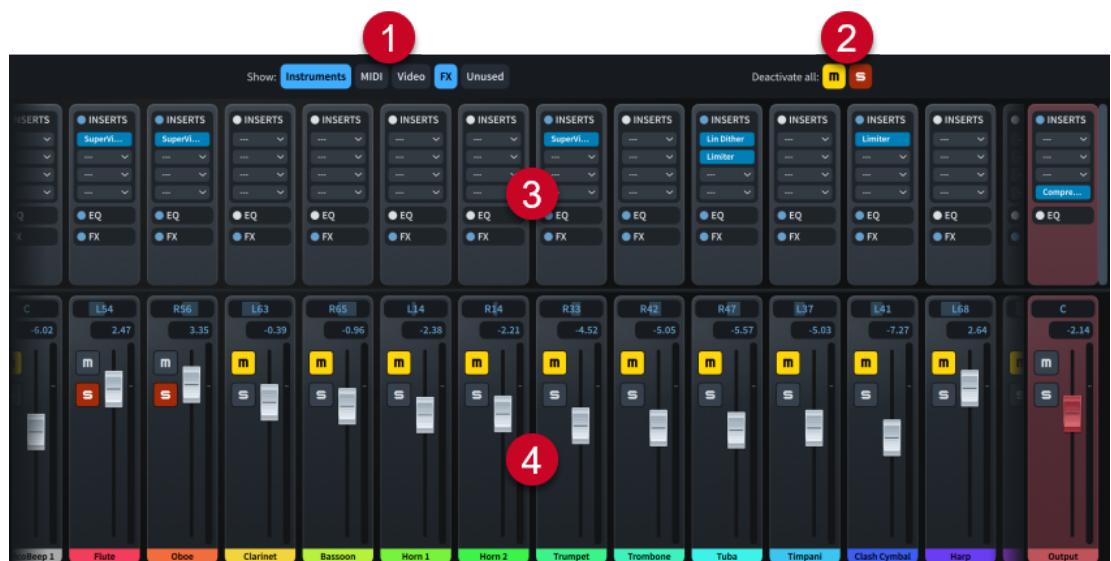 1 2
Show: Instruments MIDI Video FX Unused Deactivate all: m S
INSERTS INSERTS INSERTS INSERTS INSERTS INSERTS INSERTS INSERTS INSERTS INSERTS INSERTS INSERTS
SuperVi... SuperVi... --- --- --- --- SuperVi... --- Lin Dither Limiter --- ---
--- --- --- --- --- --- --- --- Limiter --- --- ---
--- --- --- --- --- --- --- --- --- --- --- ---
--- --- --- --- --- --- --- --- --- --- --- Compre...
3
EQ EQ EQ EQ EQ EQ EQ EQ EQ EQ EQ EQ
FX FX FX FX FX FX FX FX FX FX FX
C L54 R56 L63 R65 L14 R14 R33 R42 R47 L37 L41 L68 C
-6.02 2.47 3.35 -0.39 -0.96 -2.38 -2.21 -4.52 -5.05 -5.57 -5.03 -7.27 2.64 -2.14
m m m m m m m m m m m m m
S S S S S S S S S S S S S
4
Flute Oboe Clarinet Bassoon Horn 1 Horn 2 Trumpet Trombone Tuba Timpani Clash Cymbal Harp Output